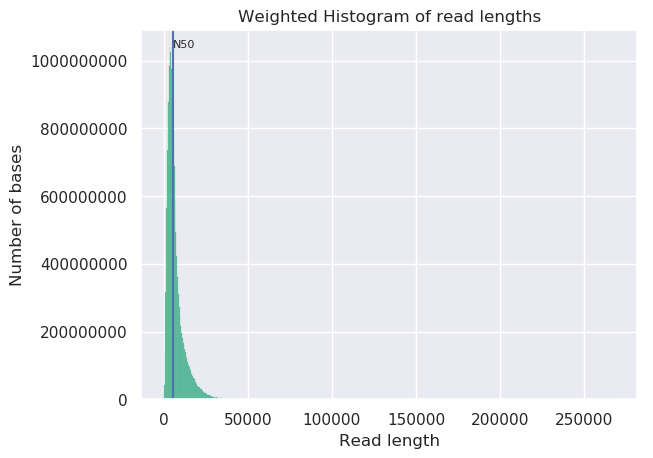 Weighted Histogram of read lengths
N50
Number of bases
1000000000
800000000
600000000
400000000
200000000
0
0 50000 100000 150000 200000 250000
Read length